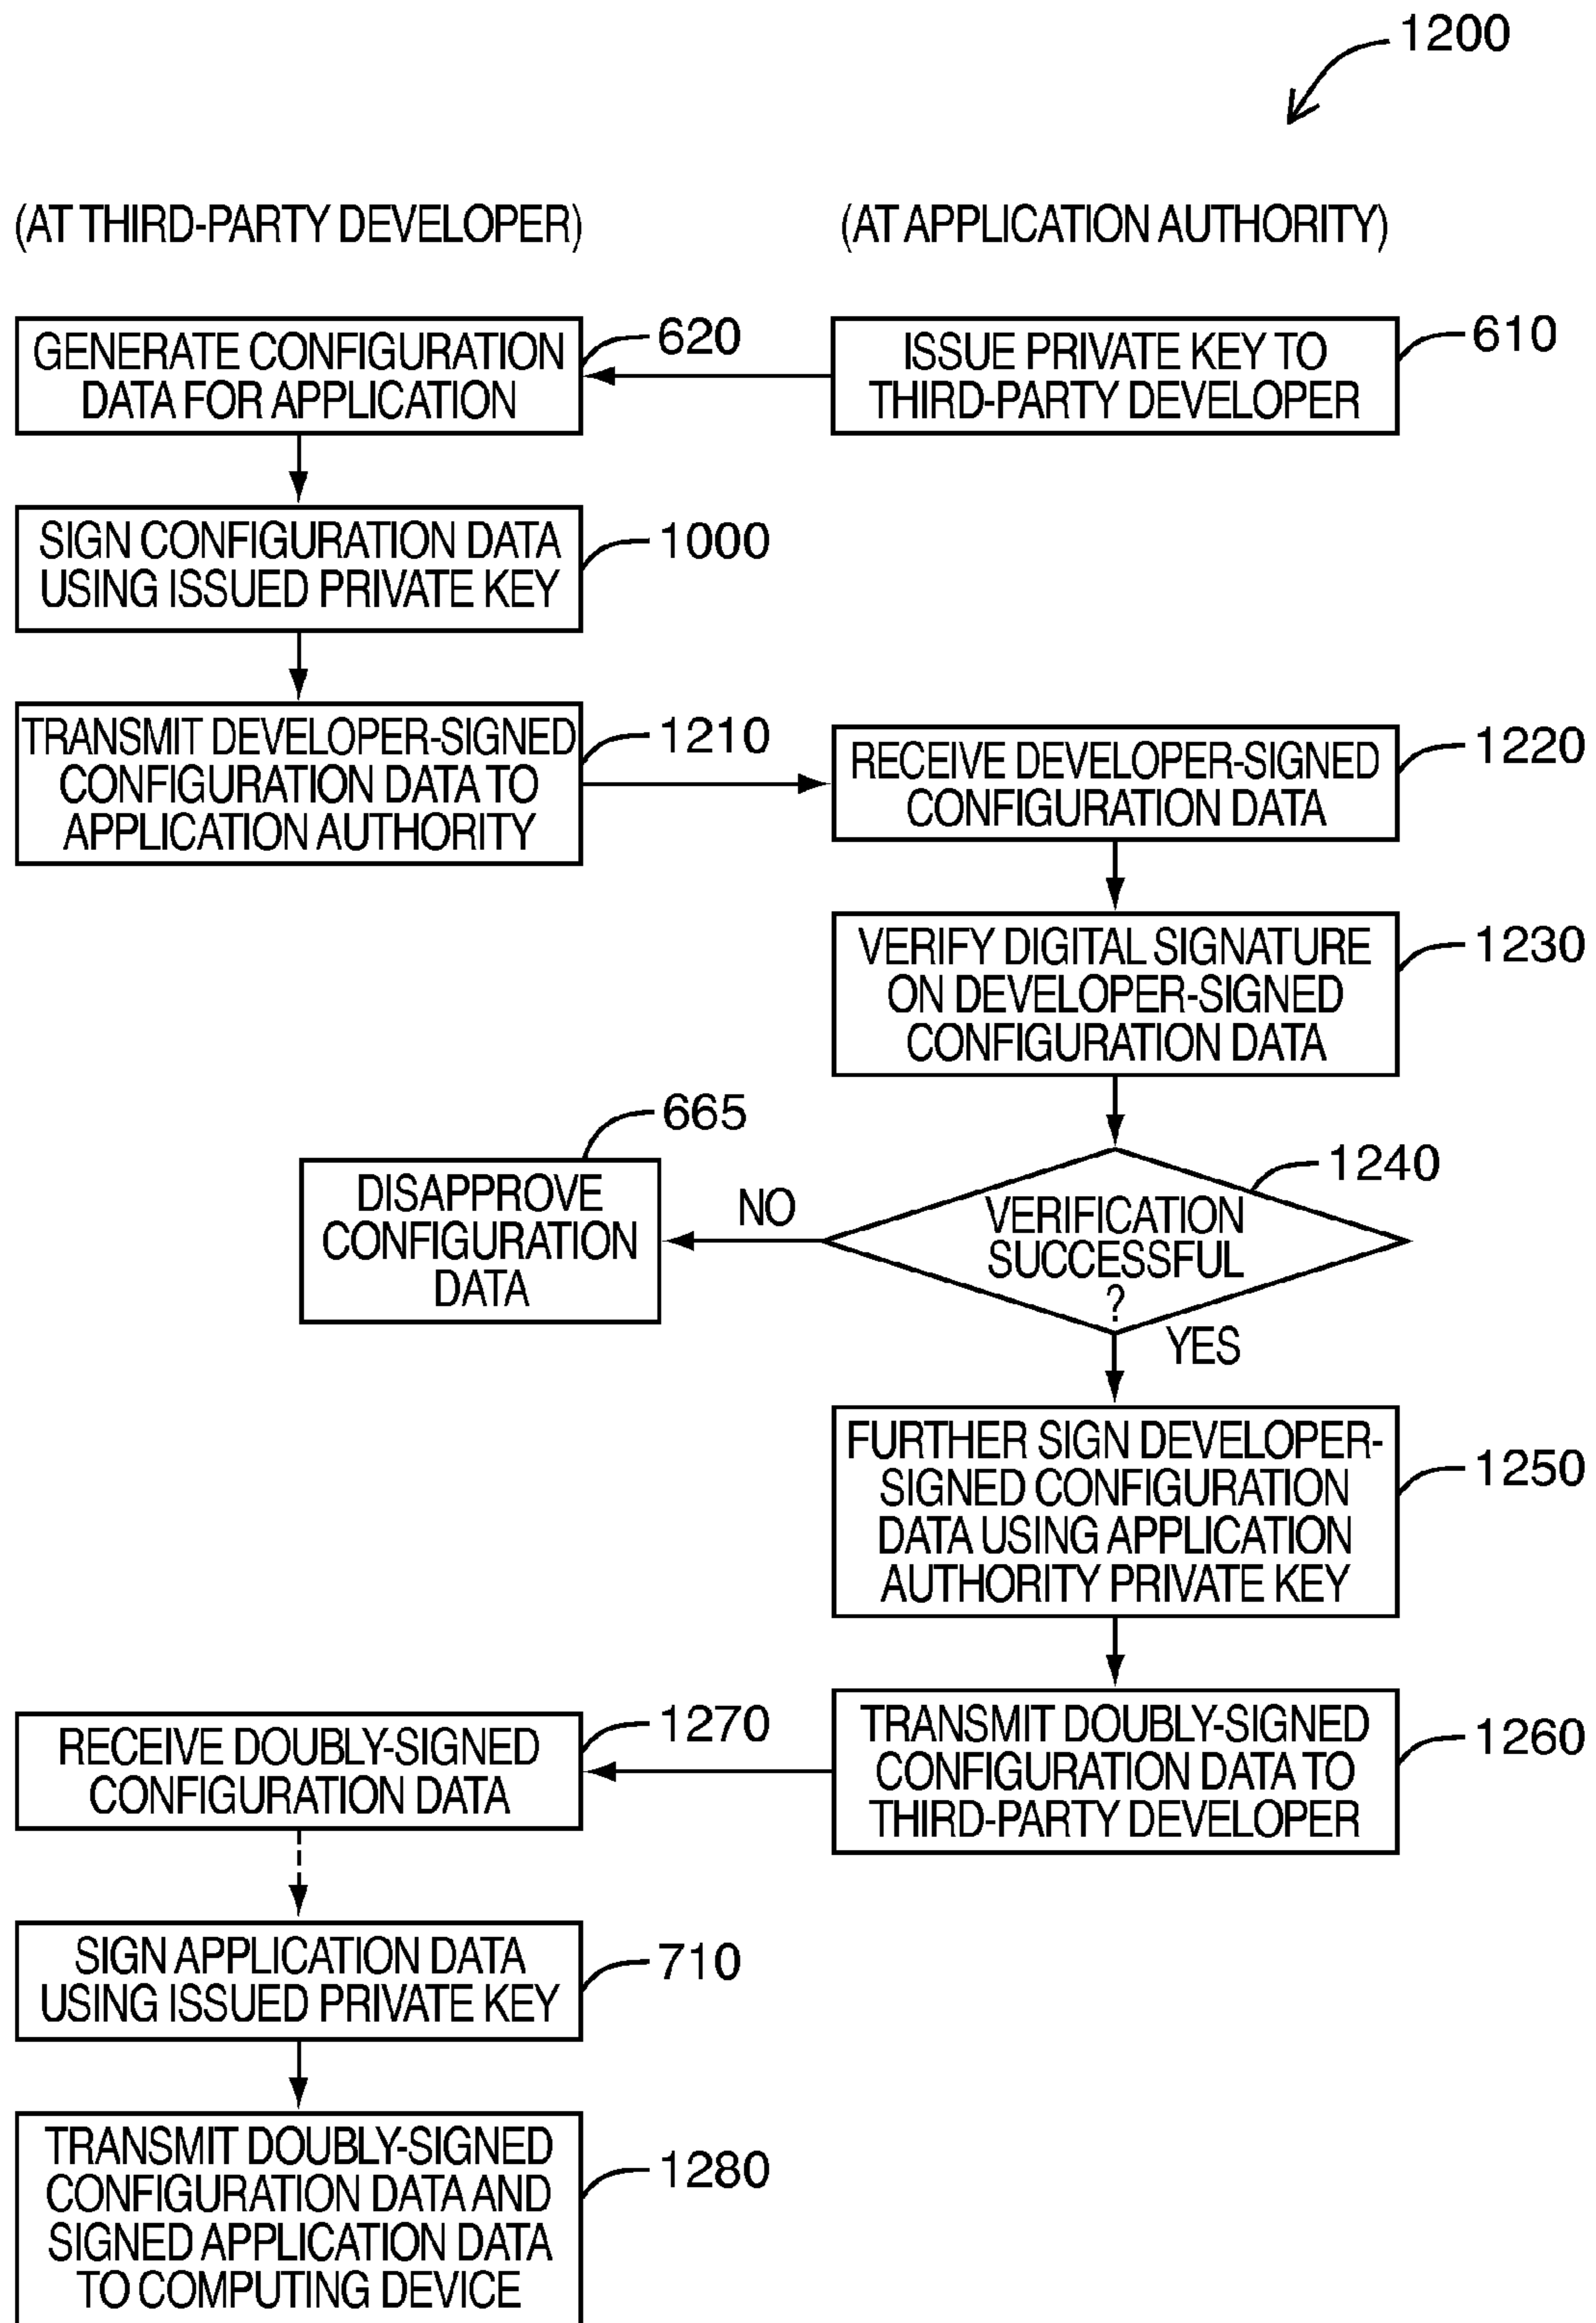 1200
(AT THIRD-PARTY DEVELOPER)
(AT APPLICATION AUTHORITY)
GENERATE CONFIGURATION
DATA FOR APPLICATION
620
ISSUE PRIVATE KEY TO
THIRD-PARTY DEVELOPER
610
SIGN CONFIGURATION DATA
USING ISSUED PRIVATE KEY
1000
TRANSMIT DEVELOPER-SIGNED
CONFIGURATION DATA TO
APPLICATION AUTHORITY
1210
RECEIVE DEVELOPER-SIGNED
CONFIGURATION DATA
1220
VERIFY DIGITAL SIGNATURE
ON DEVELOPER-SIGNED
CONFIGURATION DATA
1230
665
DISAPPROVE
CONFIGURATION
DATA
NO
VERIFICATION
SUCCESSFUL
?
1240
YES
FURTHER SIGN DEVELOPER-
SIGNED CONFIGURATION
DATA USING APPLICATION
AUTHORITY PRIVATE KEY
1250
RECEIVE DOUBLY-SIGNED
CONFIGURATION DATA
1270
TRANSMIT DOUBLY-SIGNED
CONFIGURATION DATA TO
THIRD-PARTY DEVELOPER
1260
SIGN APPLICATION DATA
USING ISSUED PRIVATE KEY
710
TRANSMIT DOUBLY-SIGNED
CONFIGURATION DATA AND
SIGNED APPLICATION DATA
TO COMPUTING DEVICE
1280